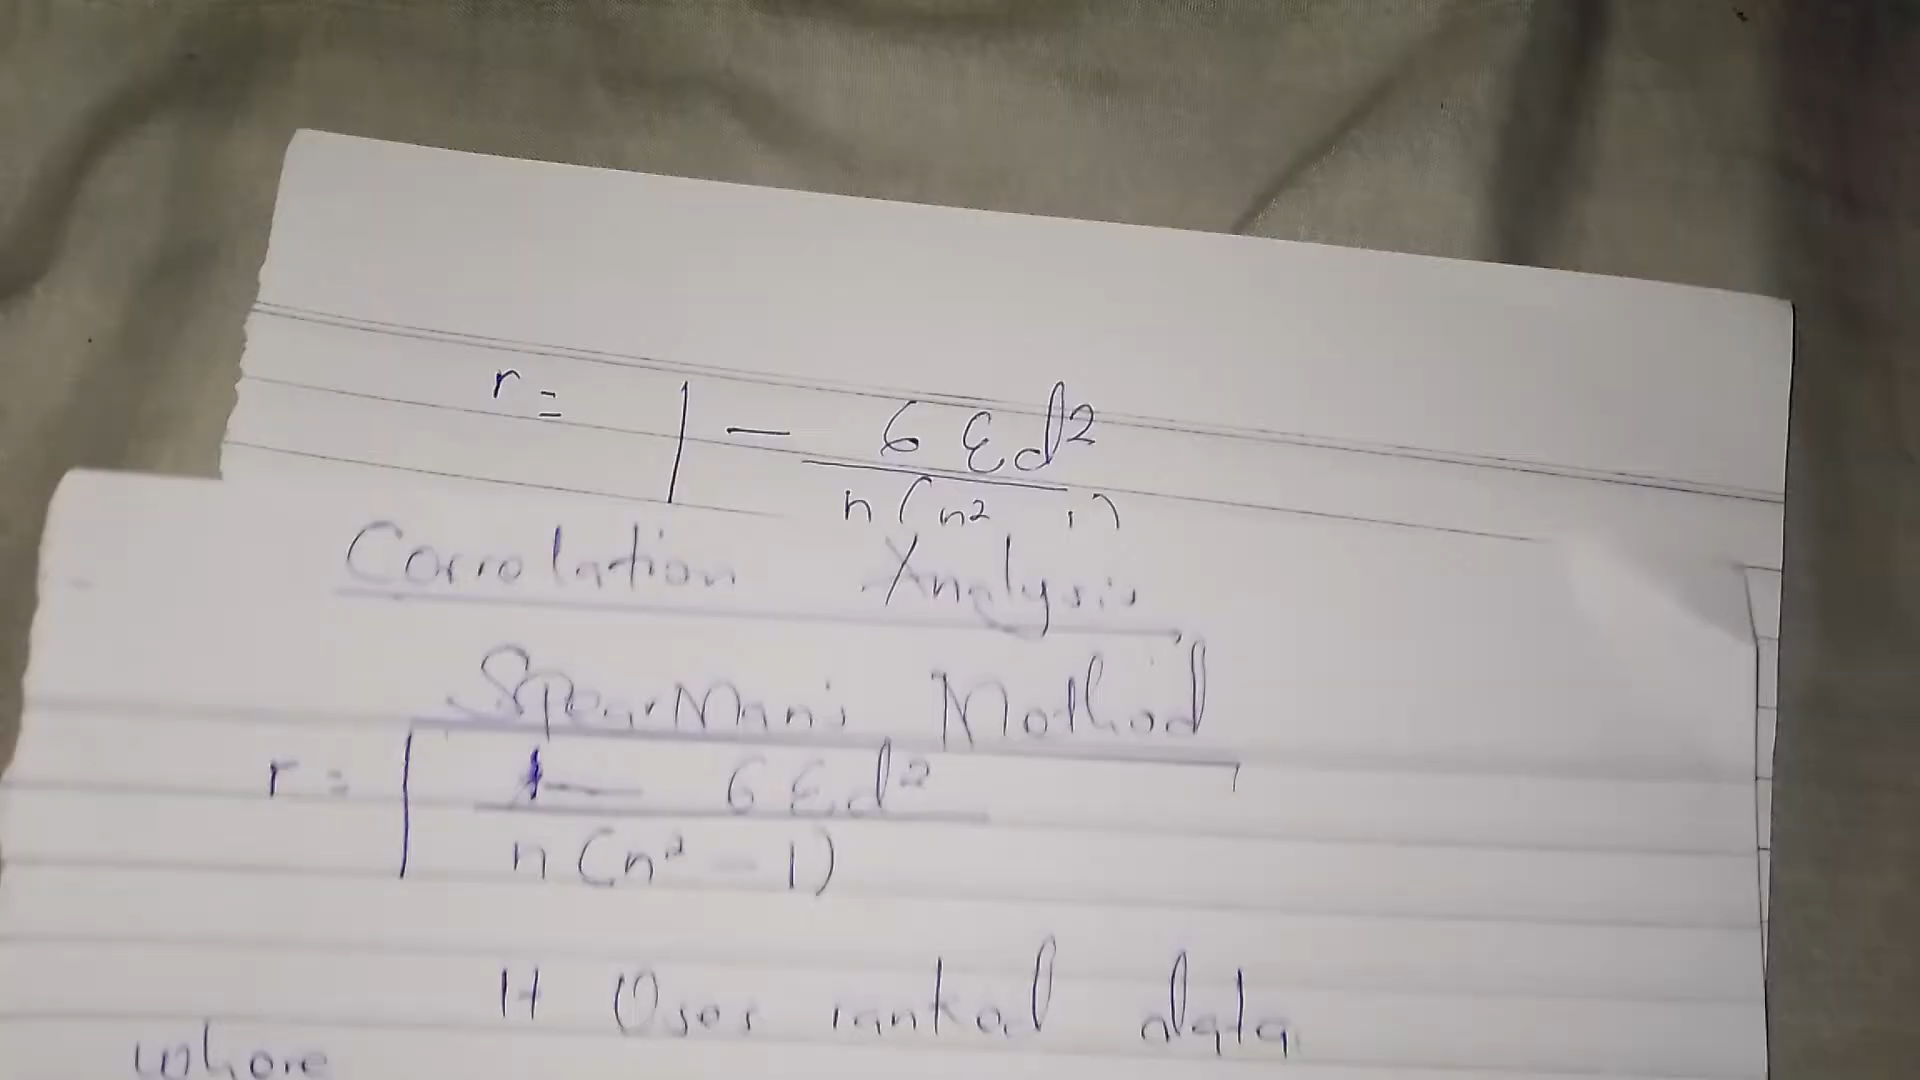 r = 1 - 6 Σd²
n(n² 1)
Correlation Analysis
Spearman's Method
r = 1 - 6 Σd²
n(n² - 1)
It Uses ranked data
where